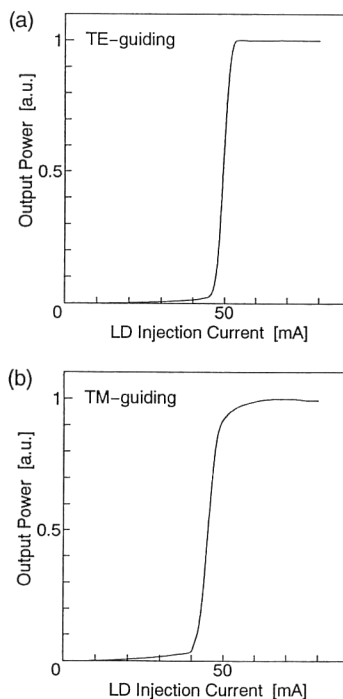 (a)
TE-guiding
Output Power [a.u.]
1
0.5
0
50
LD Injection Current [mA]
(b)
TM-guiding
Output Power [a.u.]
1
0.5
0
50
LD Injection Current [mA]